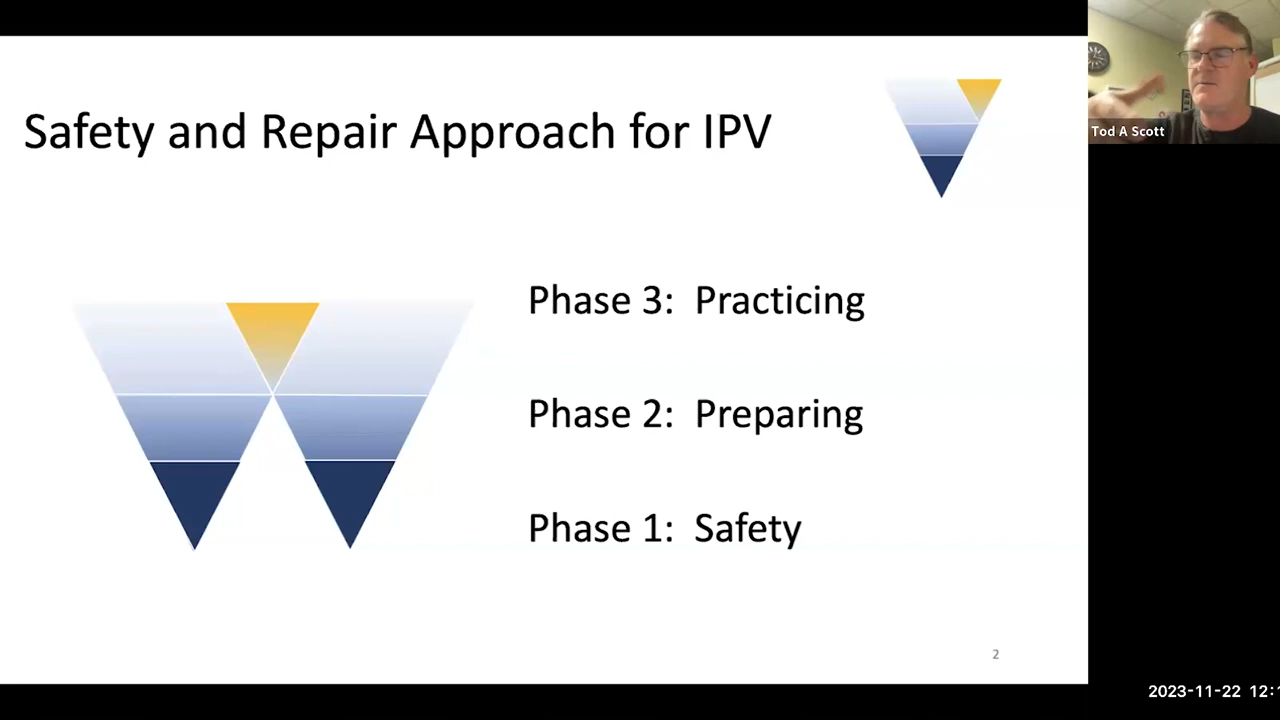 Safety and Repair Approach for IPV
Tod A Scott
Phase 3: Practicing
Phase 2: Preparing
Phase 1: Safety
2
2023-11-22 12: